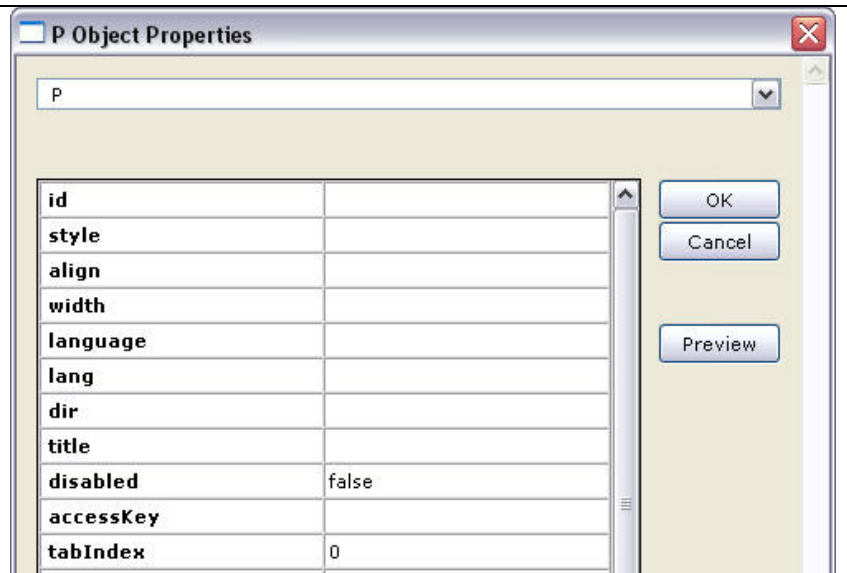 P Object Properties
P
id
OK
style
Cancel
align
width
language
Preview
lang
dir
title
disabled false
accessKey
tabIndex 0